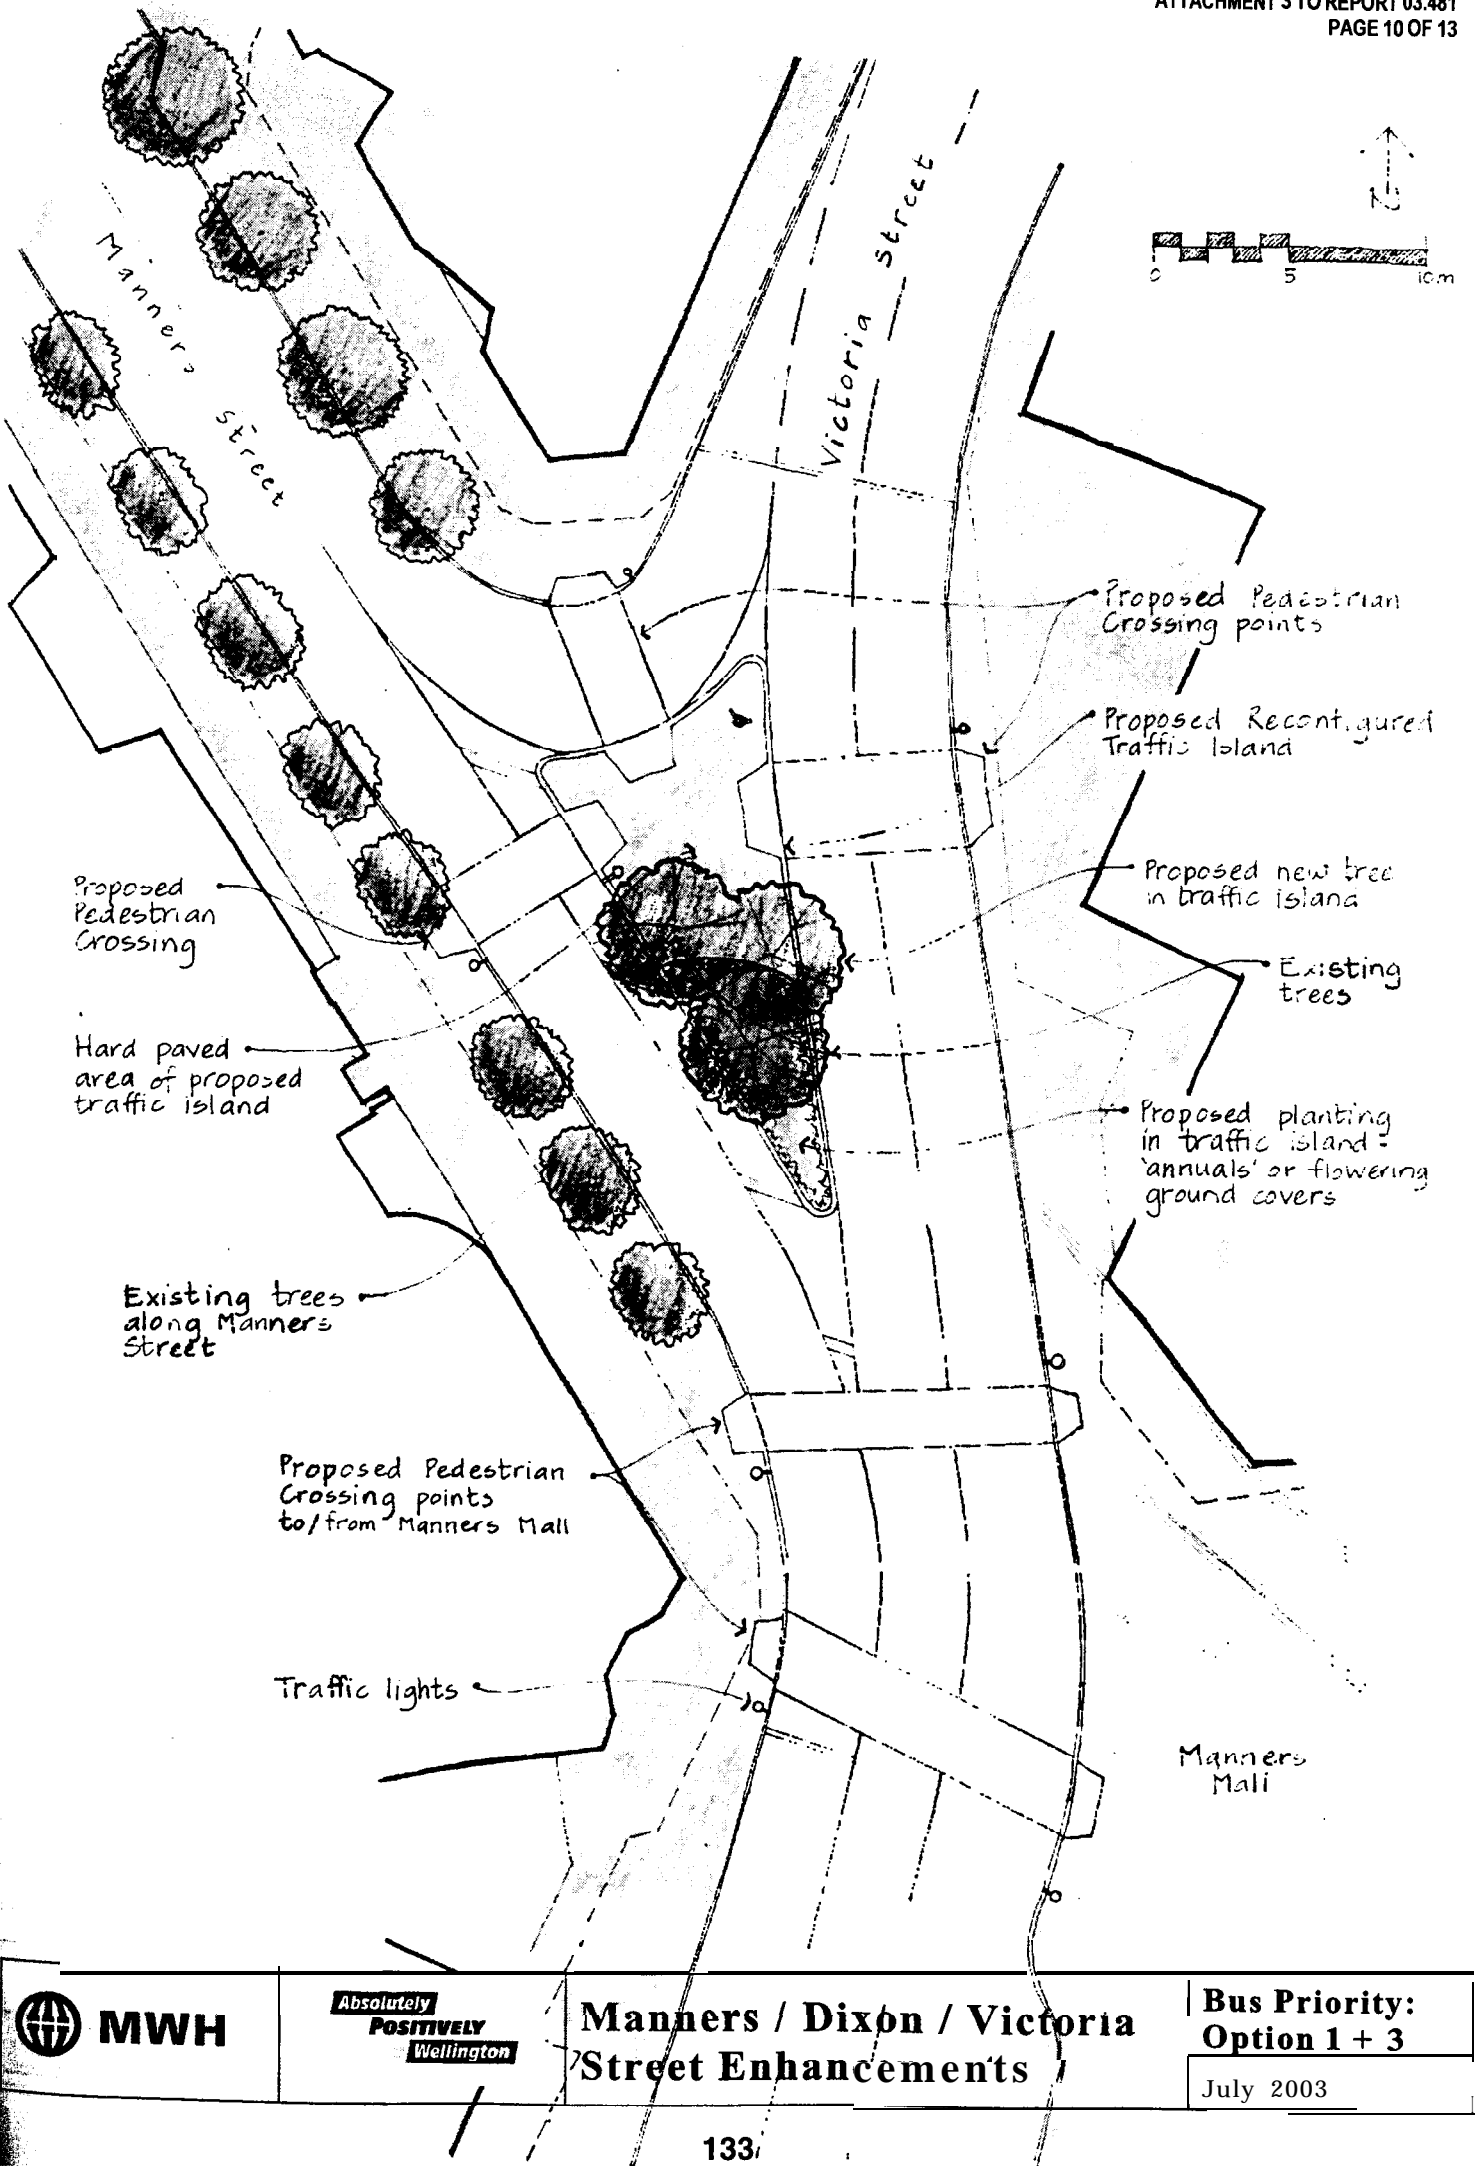 ATTACHMENT 3 TO REPORT 03.481
PAGE 10 OF 13
N
0 5 10m
Manners Street
Victoria Street
Proposed Pedestrian
Crossing points
Proposed Reconfigured
Traffic Island
Proposed new tree
in traffic island
Existing
trees
Proposed planting
in traffic island -
'annuals' or flowering
ground covers
Proposed
Pedestrian
Crossing
Hard paved
area of proposed
traffic island
Existing trees
along Manners
Street
Proposed Pedestrian
Crossing points
to/from Manners Mall
Traffic lights
Manners
Mall
MWH
Absolutely
POSITIVELY
Wellington
Manners / Dixon / Victoria
Street Enhancements
Bus Priority:
Option 1 + 3
July 2003
133